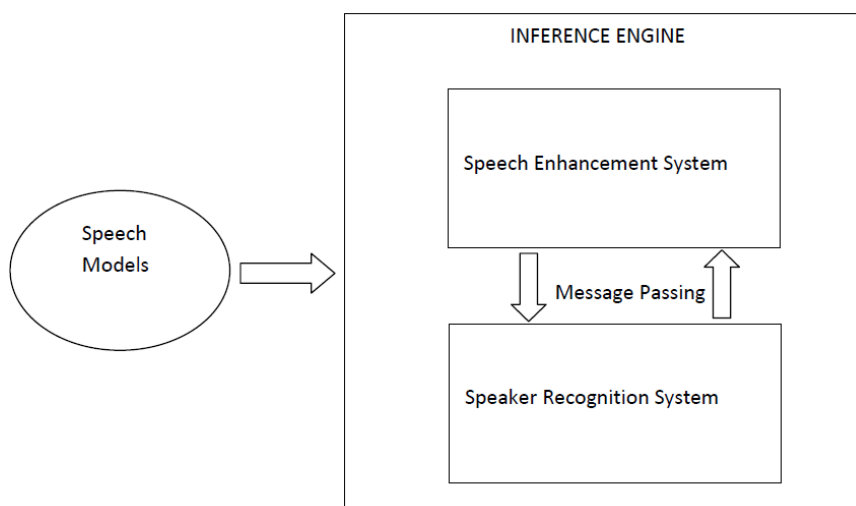 INFERENCE ENGINE
Speech Enhancement System
Speech
Models
Message Passing
Speaker Recognition System